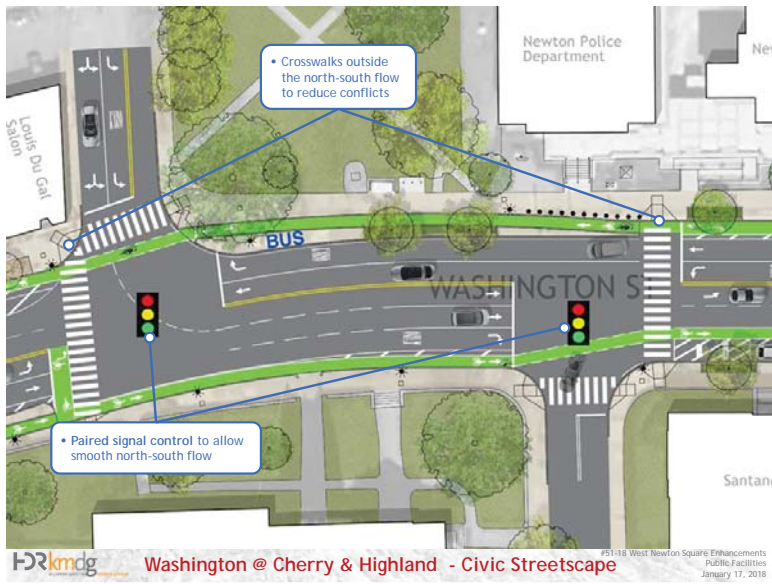 Newton Police
Department
Ne
• Crosswalks outside
the north-south flow
to reduce conflicts
Louis Du Gal
Salon
BUS
WASHINGTON ST
• Paired signal control to allow
smooth north-south flow
Santan
HDR kmdg
Washington @ Cherry & Highland - Civic Streetscape
#51-18 West Newton Square Enhancements
Public Facilities
January 17, 2018